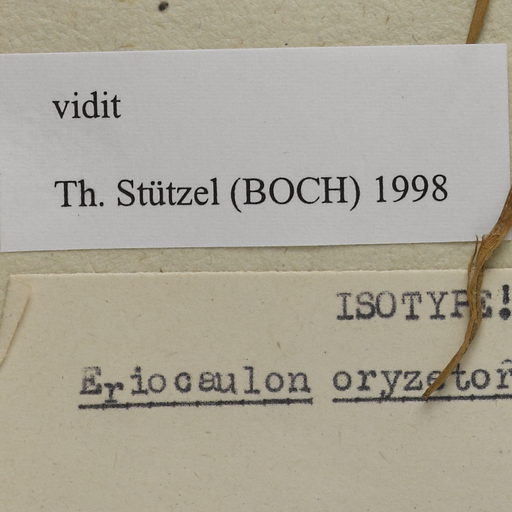 vidit
Th. Stützel (BOCH) 1998
ISOTYPE!
Eriocaulon